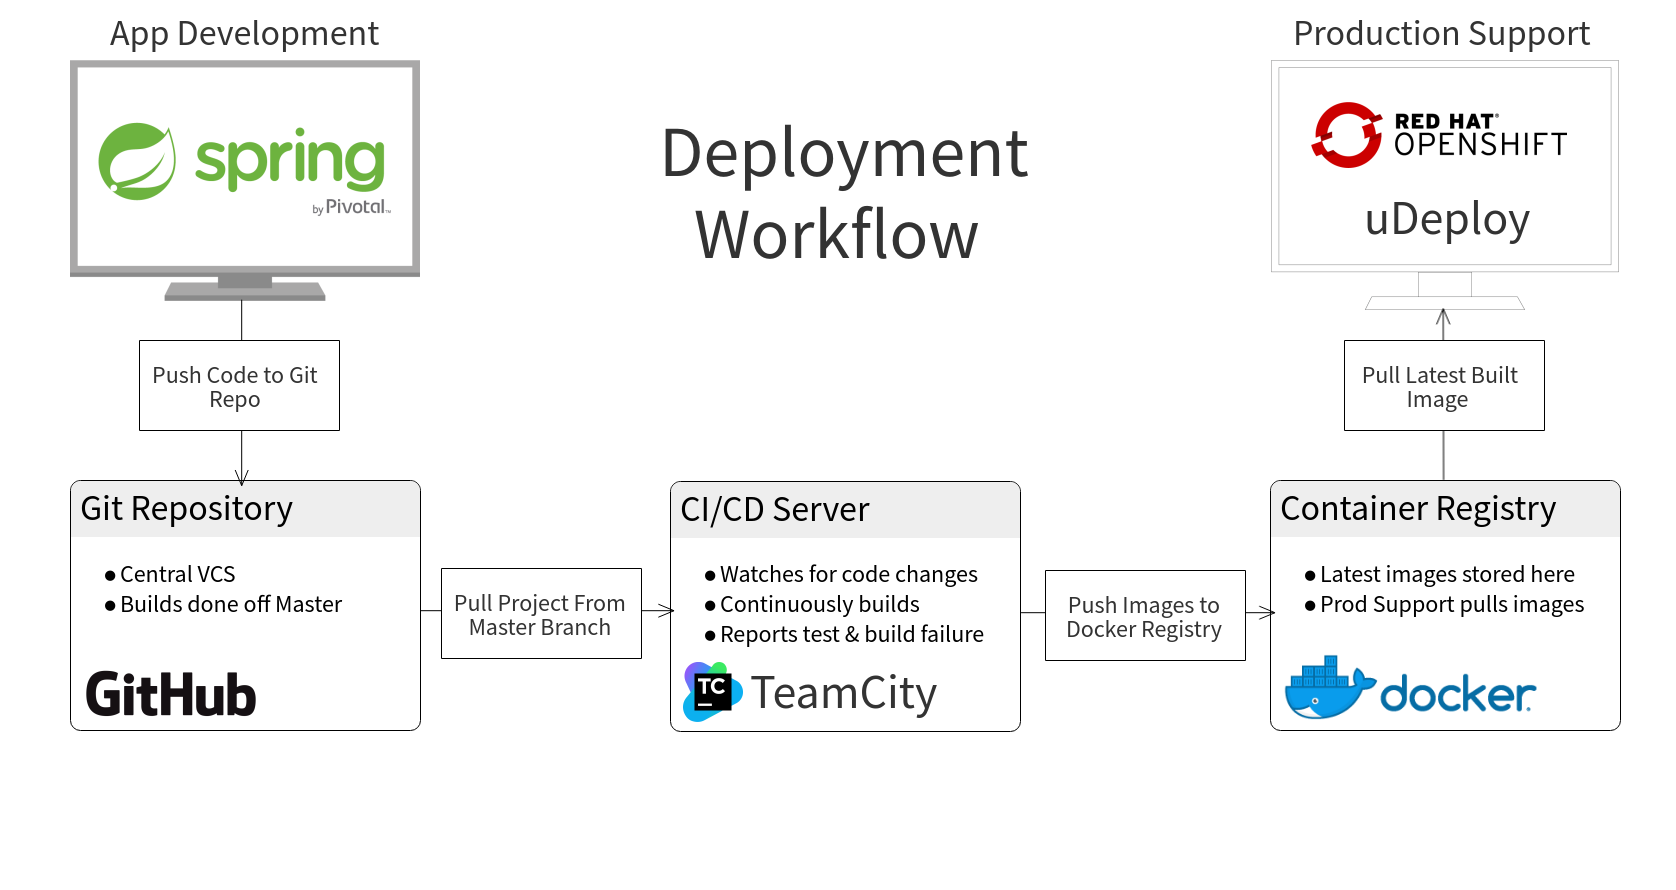 App Development
Production Support
spring
by Pivotal™
RED HAT®
OPENSHIFT
uDeploy
Deployment
Workflow
Push Code to Git
Repo
Pull Latest Built
Image
Git Repository
● Central VCS
● Builds done off Master
GitHub
Pull Project From
Master Branch
CI/CD Server
● Watches for code changes
● Continuously builds
● Reports test & build failure
TC
TeamCity
Push Images to
Docker Registry
Container Registry
● Latest images stored here
● Prod Support pulls images
docker